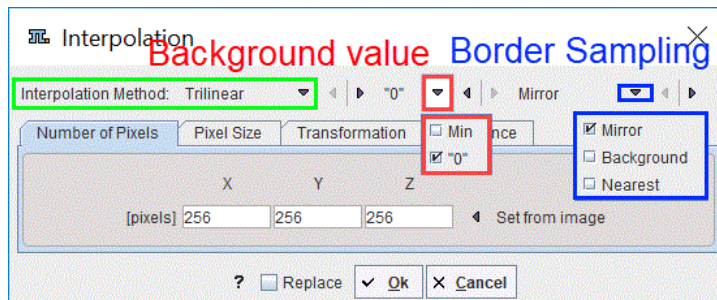 Interpolation
Background value Border Sampling
Interpolation Method: Trilinear "0" Mirror
Number of Pixels Pixel Size Transformation nce
Min
"0"
Mirror
Background
Nearest
X Y Z
[pixels] 256 256 256 Set from image
? Replace Ok Cancel